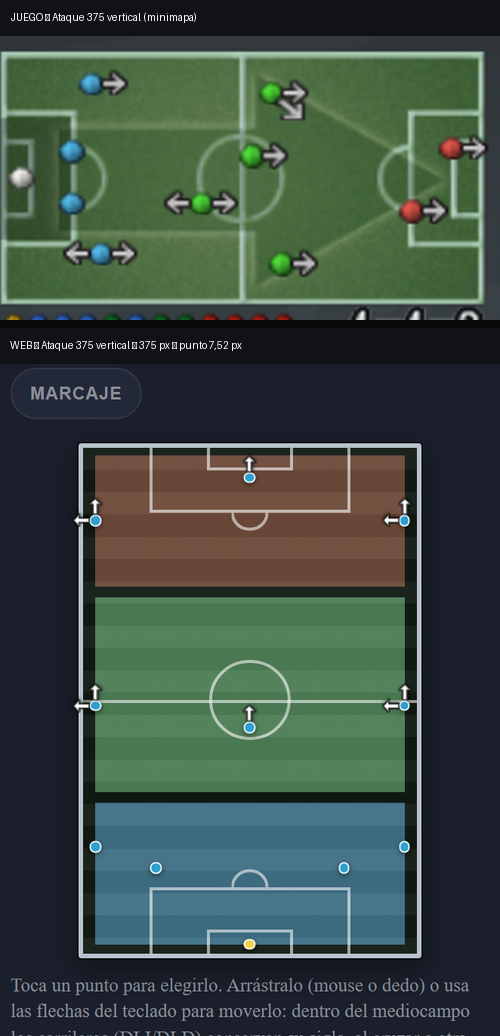 JUEGO Ataque 375 vertical (minimapa)
WEB Ataque 375 vertical 375 px punto 7,52 px
MARCAJE
Toca un punto para elegirlo. Arrástralo (mouse o dedo) o usa
las flechas del teclado para moverlo: dentro del mediocampo